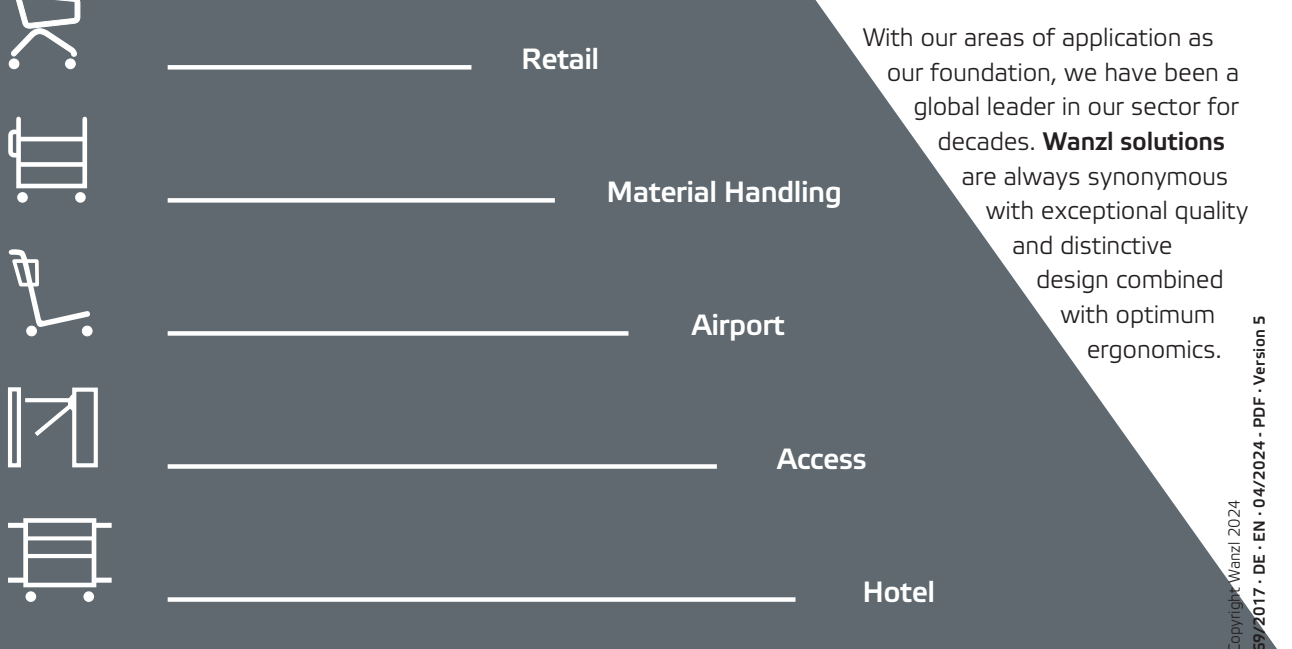 Retail
Material Handling
Airport
Access
Hotel
With our areas of application as
our foundation, we have been a
global leader in our sector for
decades. Wanzl solutions
are always synonymous
with exceptional quality
and distinctive
design combined
with optimum
ergonomics.
Copyright Wanzl 2024
69/2017 · DE · EN · 04/2024 · PDF · Version 5